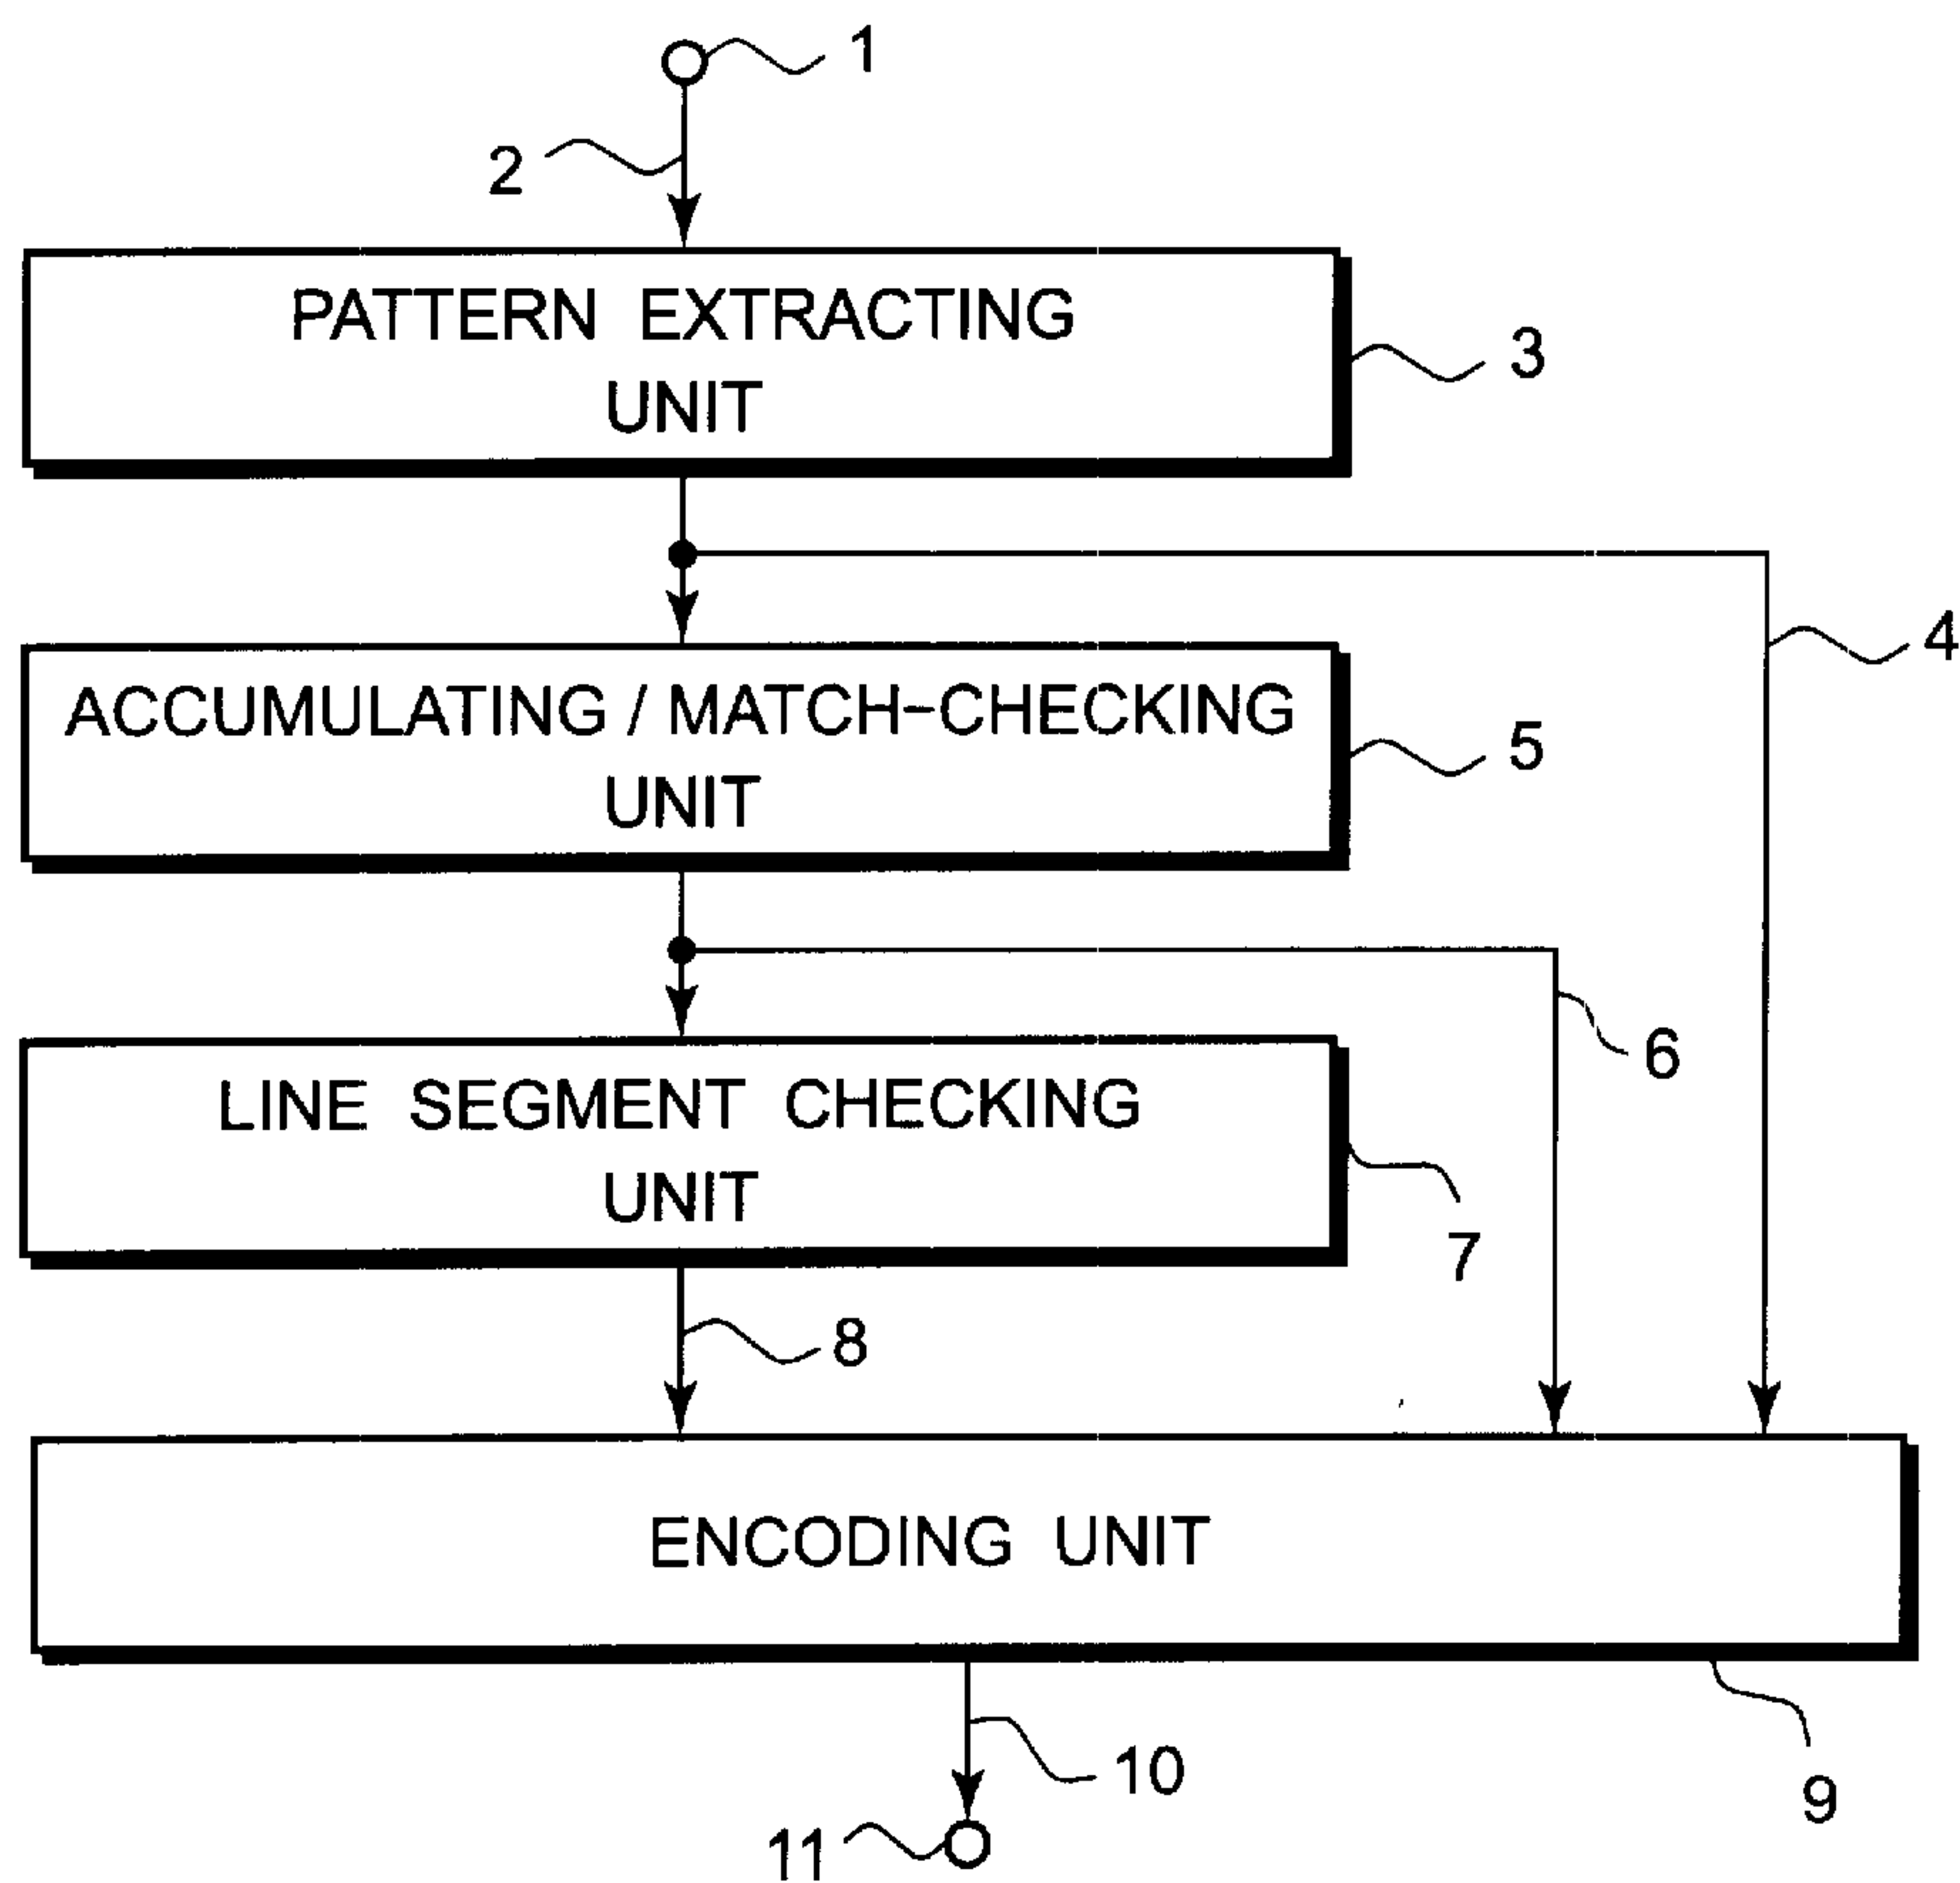 1
2
PATTERN EXTRACTING
UNIT
3
4
ACCUMULATING / MATCH-CHECKING
UNIT
5
6
LINE SEGMENT CHECKING
UNIT
7
8
ENCODING UNIT
9
10
11